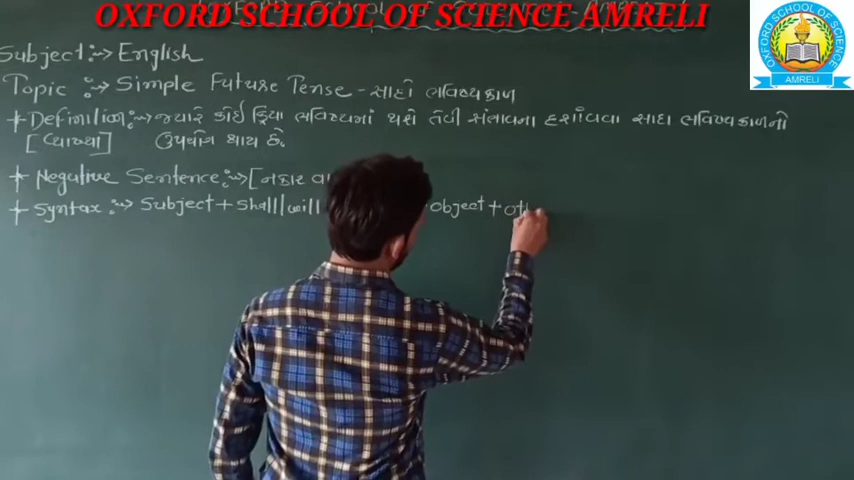 OXFORD SCHOOL OF SCIENCE AMRELI
OXFORD SCHOOL OF SCIENCE
AMRELI
Subject :→ English
Topic :→ Simple Future Tense - સાદો ભવિષ્યકાળ
+ Definition :→ જ્યારે કોઈ ક્રિયા ભવિષ્યમાં થશે તેવી સંભાવના દર્શાવવા સાદા ભવિષ્યકાળનો
[વ્યાખ્યા] ઉપયોગ થાય છે.
+ Negative Sentence :→ [નકાર વા
+ Syntax :→ Subject + Shall/will object + ot